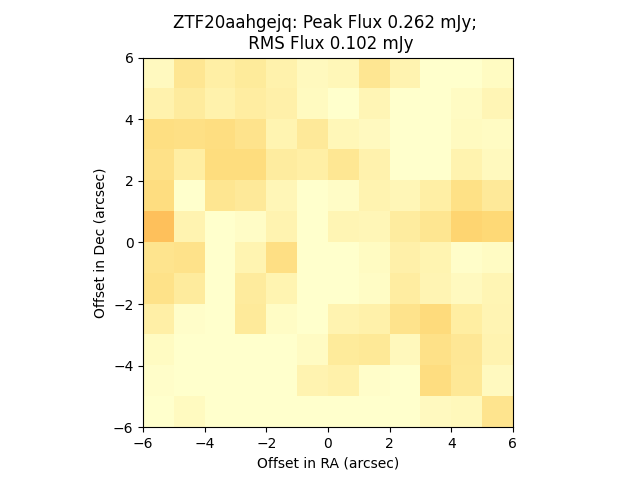 ZTF20aahgejq: Peak Flux 0.262 mJy;
RMS Flux 0.102 mJy
6
4
2
0
−2
−4
−6
Offset in Dec (arcsec)
−6 −4 −2 0 2 4 6
Offset in RA (arcsec)